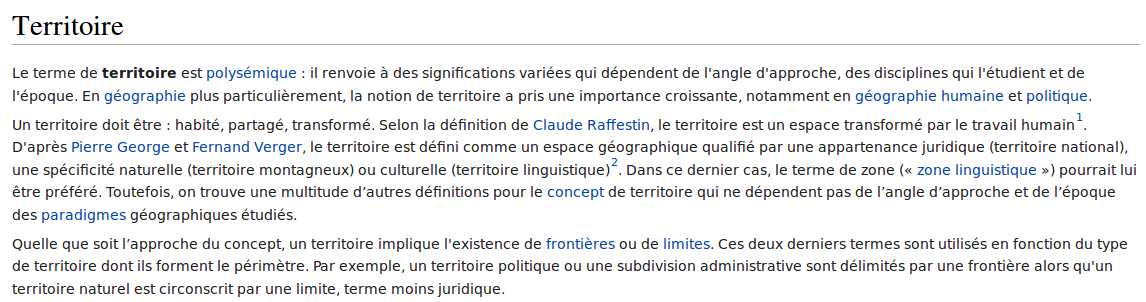 Territoire
Le terme de territoire est polysémique : il renvoie à des significations variées qui dépendent de l'angle d'approche, des disciplines qui l'étudient et de
l'époque. En géographie plus particulièrement, la notion de territoire a pris une importance croissante, notamment en géographie humaine et politique.
Un territoire doit être : habité, partagé, transformé. Selon la définition de Claude Raffestin, le territoire est un espace transformé par le travail humain1.
D'après Pierre George et Fernand Verger, le territoire est défini comme un espace géographique qualifié par une appartenance juridique (territoire national),
une spécificité naturelle (territoire montagneux) ou culturelle (territoire linguistique)2. Dans ce dernier cas, le terme de zone (« zone linguistique ») pourrait lui
être préféré. Toutefois, on trouve une multitude d’autres définitions pour le concept de territoire qui ne dépendent pas de l’angle d’approche et de l’époque
des paradigmes géographiques étudiés.
Quelle que soit l’approche du concept, un territoire implique l'existence de frontières ou de limites. Ces deux derniers termes sont utilisés en fonction du type
de territoire dont ils forment le périmètre. Par exemple, un territoire politique ou une subdivision administrative sont délimités par une frontière alors qu'un
territoire naturel est circonscrit par une limite, terme moins juridique.